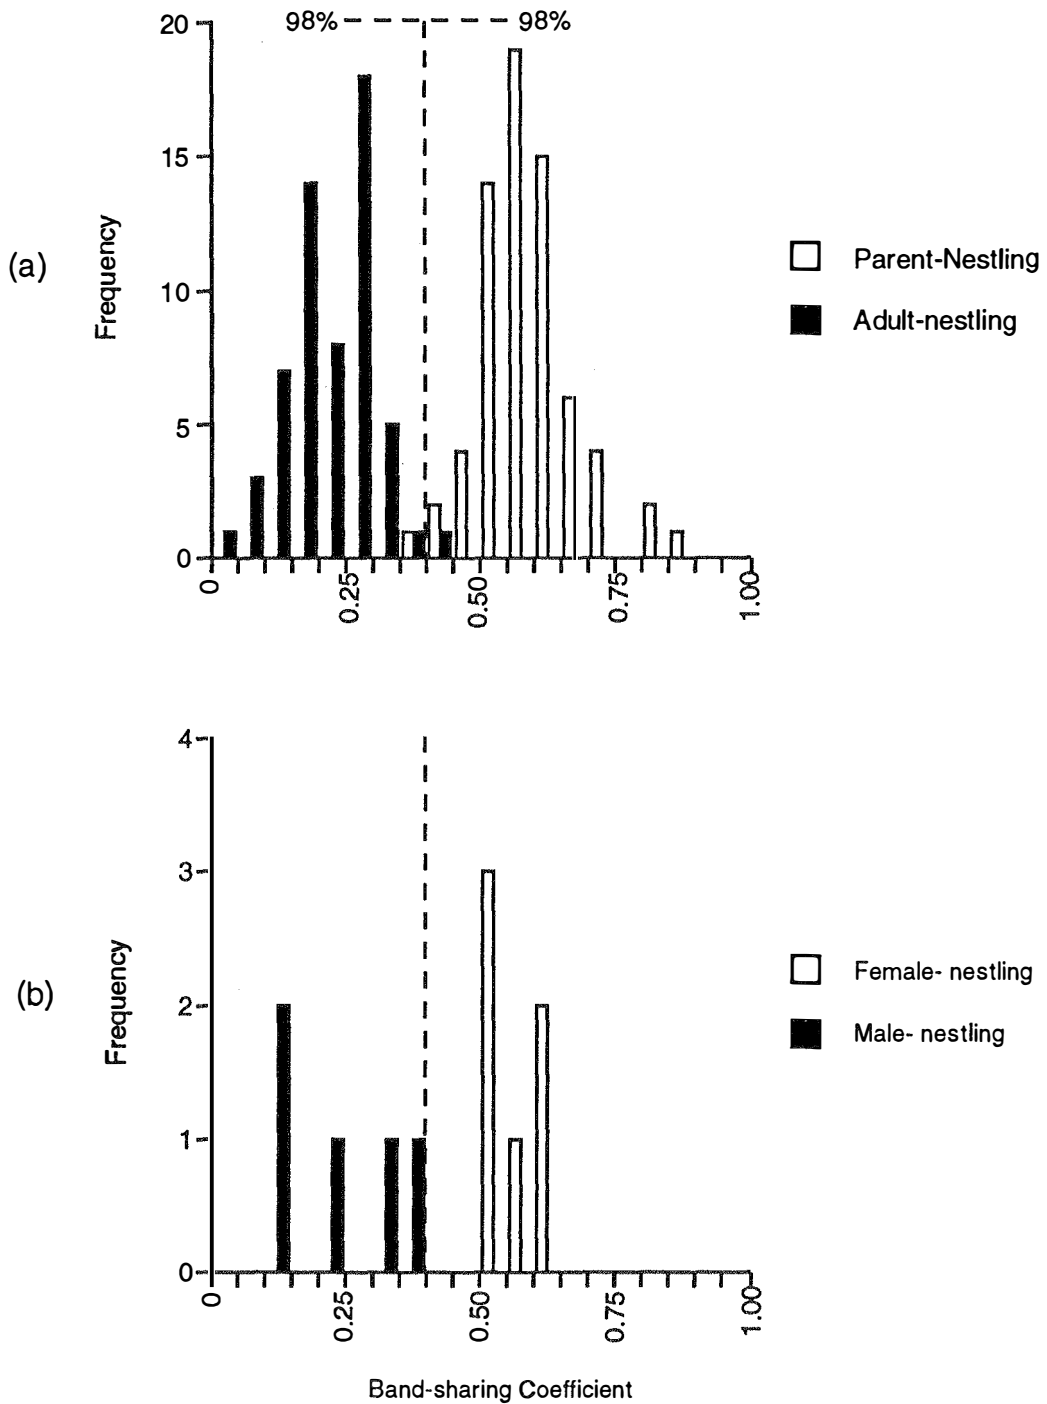 98% 98%
20
15
10
5
0
Frequency
(a)
Parent-Nestling
Adult-nestling
0 0.25 0.50 0.75 1.00
4
3
2
1
0
Frequency
(b)
Female- nestling
Male- nestling
0 0.25 0.50 0.75 1.00
Band-sharing Coefficient